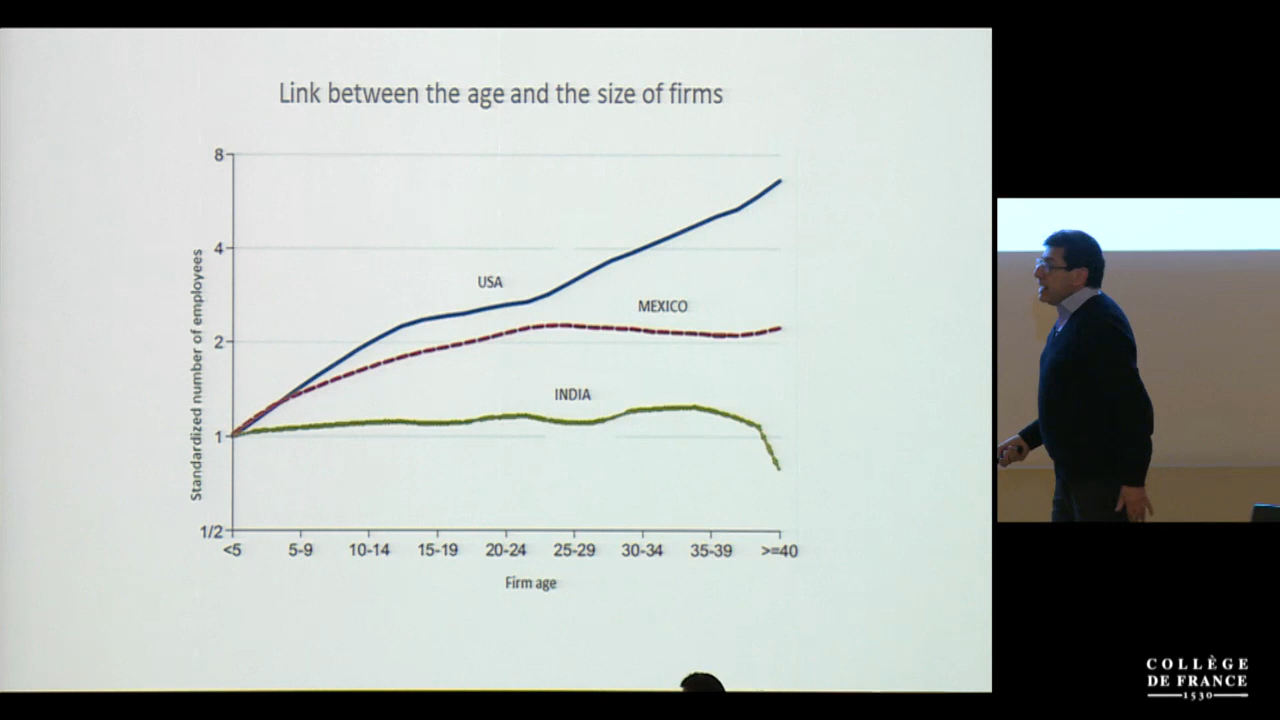 Link between the age and the size of firms
8
4
2
1
1/2
Standardized number of employees
USA
MEXICO
INDIA
<5 5-9 10-14 15-19 20-24 25-29 30-34 35-39 >=40
Firm age
COLLÈGE
DE FRANCE
1530